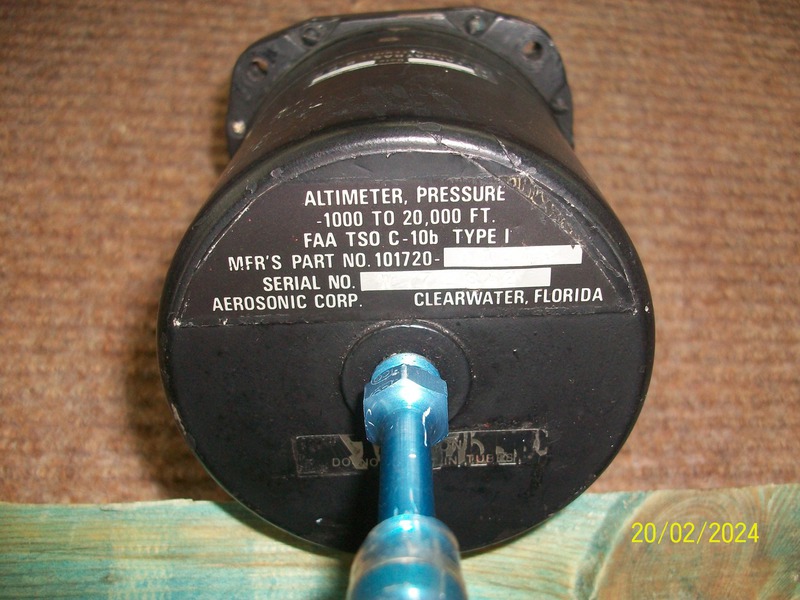 ALTIMETER, PRESSURE
-1000 TO 20,000 FT.
FAA TSO C-10b TYPE I
MFR'S PART NO. 101720-
SERIAL NO.
AEROSONIC CORP. CLEARWATER, FLORIDA
20/02/2024